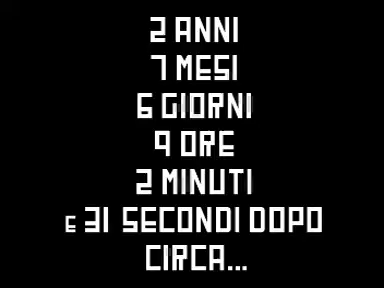 2 ANNI
7 MESI
6 GIORNI
9 ORE
2 MINUTI
E 31 SECONDI DOPO
CIRCA...